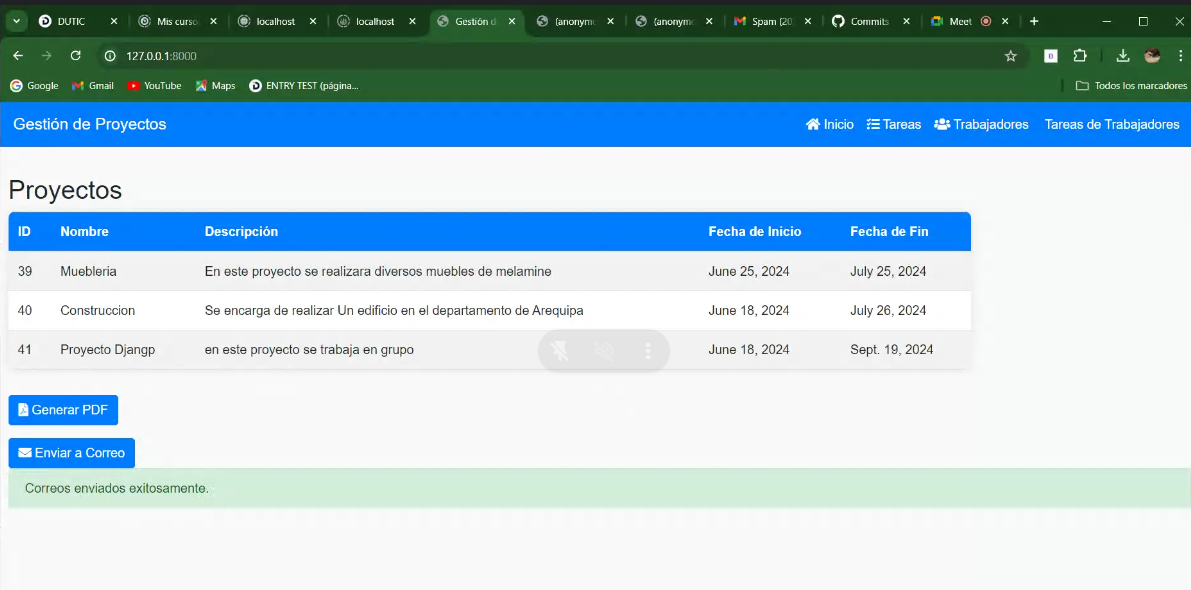 DUTIC
Mis curso
localhost
localhost
Gestión d
(anonym
(anonym
Spam (20
Commits
Meet
127.0.0.1:8000
Google
Gmail
YouTube
Maps
ENTRY TEST (página...
Todos los marcadores
Gestión de Proyectos
Inicio
Tareas
Trabajadores
Tareas de Trabajadores
Proyectos
ID Nombre Descripción Fecha de Inicio Fecha de Fin
39 Muebleria En este proyecto se realizara diversos muebles de melamine June 25, 2024 July 25, 2024
40 Construccion Se encarga de realizar Un edificio en el departamento de Arequipa June 18, 2024 July 26, 2024
41 Proyecto Djangp en este proyecto se trabaja en grupo June 18, 2024 Sept. 19, 2024
Generar PDF
Enviar a Correo
Correos enviados exitosamente.